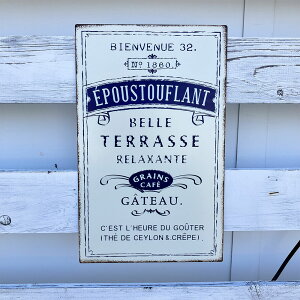 BIENVENUE 32.
No 1860.
EPOUSTOUFLANT
BELLE
TERRASSE
RELAXANTE
GRAINS
CAFÉ
GÂTEAU.
C'EST L'HEURE DU GOÛTER
(THÉ DE CEYLON & CRÊPE).